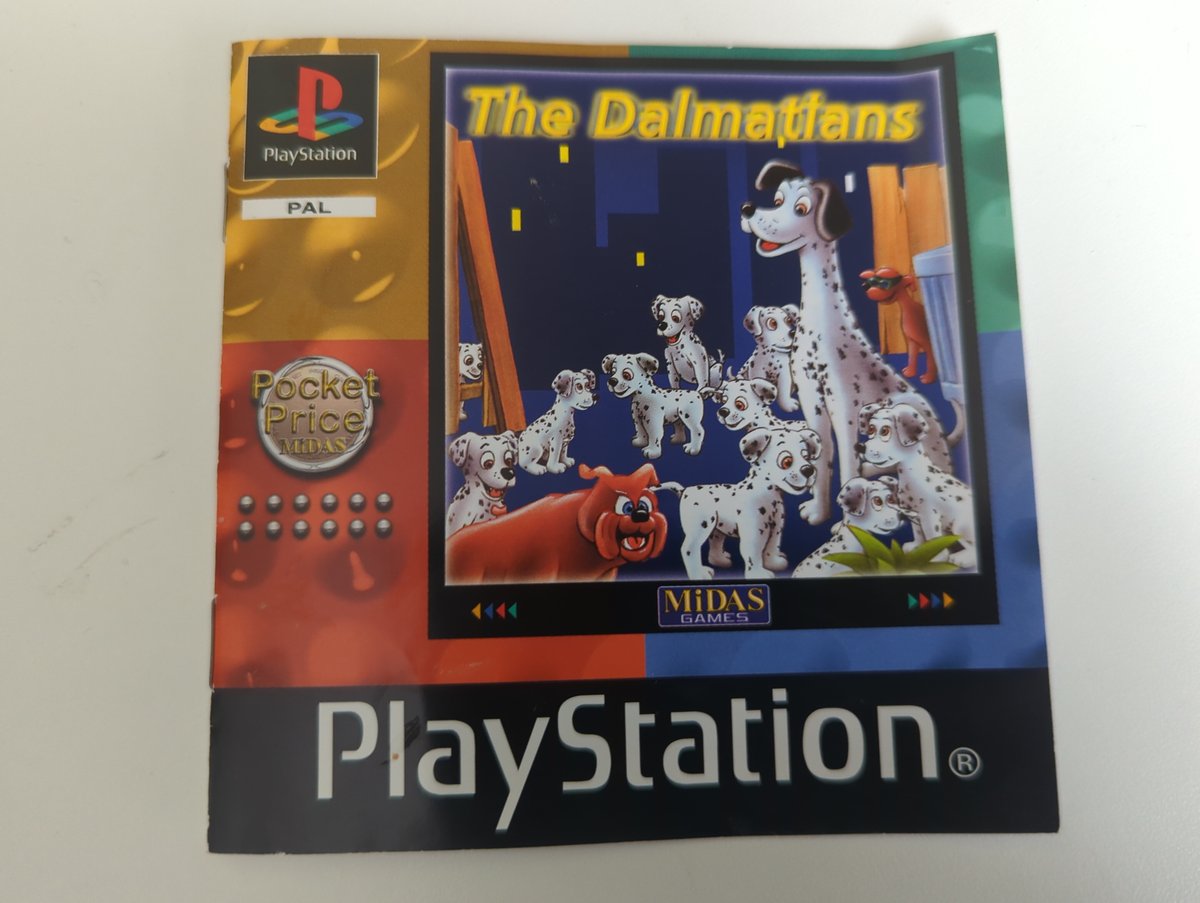 PlayStation
PAL
The Dalmatians
Pocket
Price
MiDAS
MiDAS
GAMES
PlayStation®